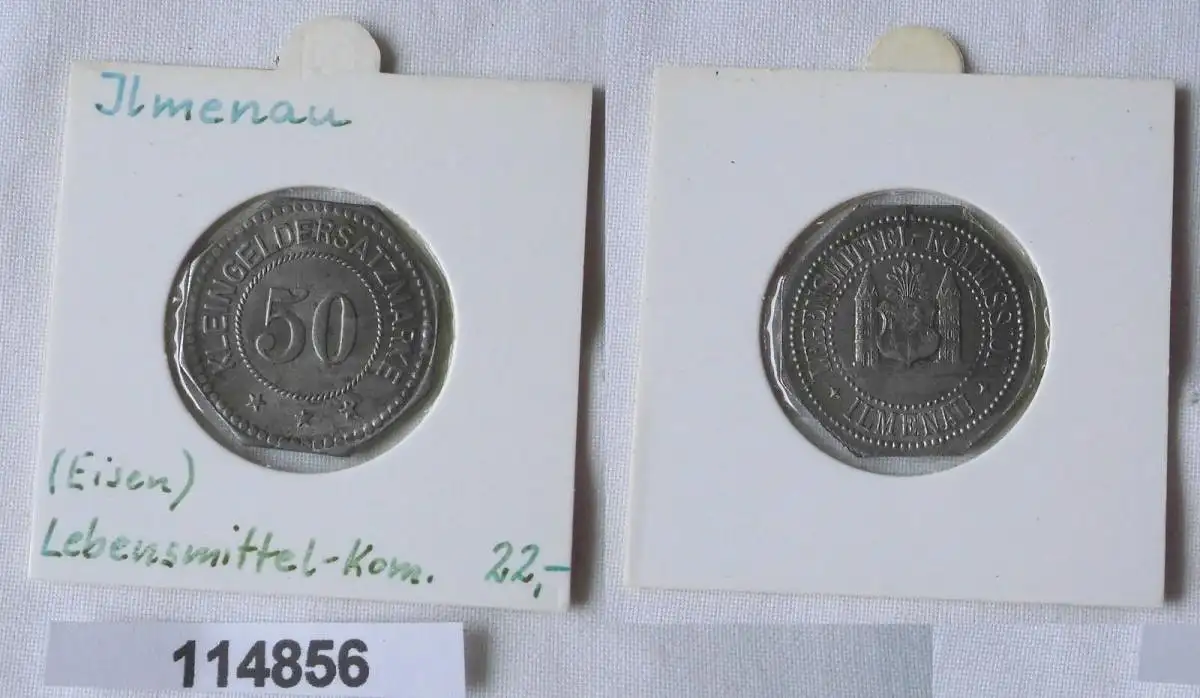 Ilmenau
KLEINGELDERSATZMARKE
50
(Eisen)
Lebensmittel-Kom. 22,-
LEBENSMITTEL-KOMMISSION
ILMENAU
114856